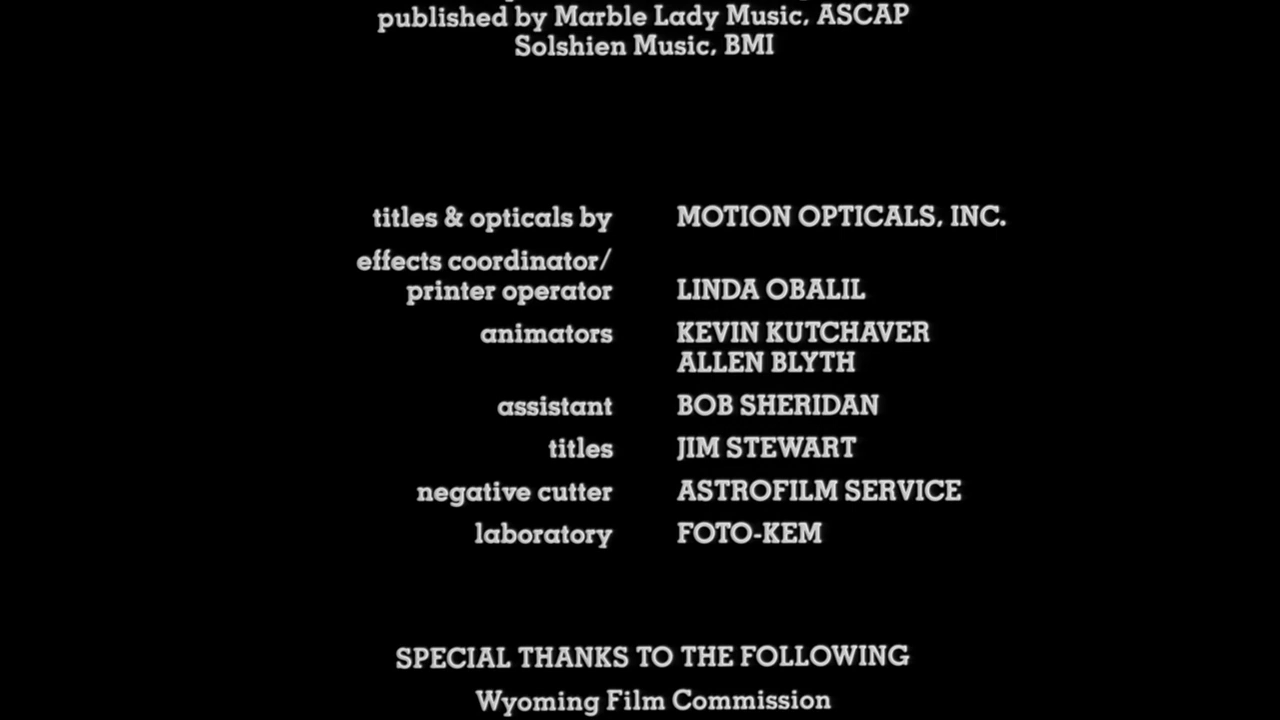 published by Marble Lady Music, ASCAP
Solshien Music, BMI
titles & opticals by MOTION OPTICALS, INC.
effects coordinator/
printer operator LINDA OBALIL
animators KEVIN KUTCHAVER
ALLEN BLYTH
assistant BOB SHERIDAN
titles JIM STEWART
negative cutter ASTROFILM SERVICE
laboratory FOTO-KEM
SPECIAL THANKS TO THE FOLLOWING
Wyoming Film Commission